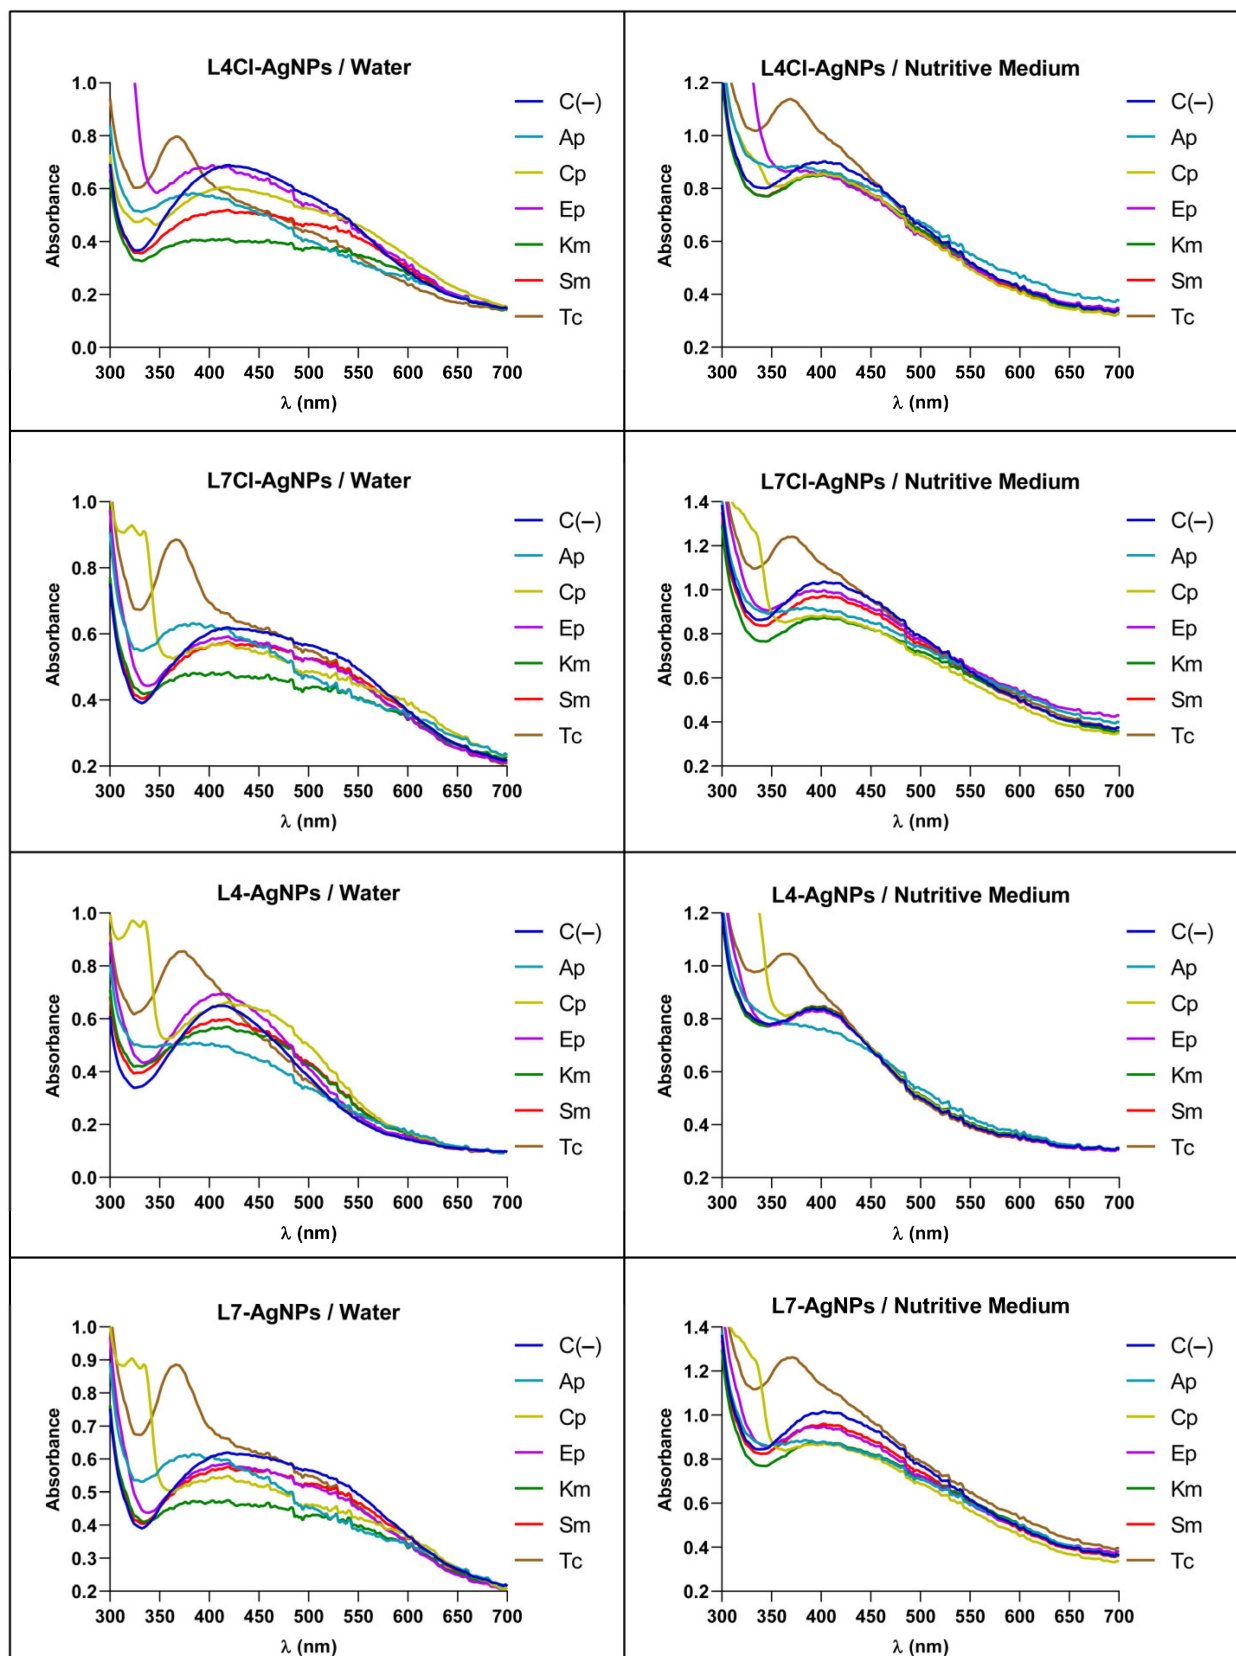 L4Cl-AgNPs / Water
Absorbance
1.0
0.8
0.6
0.4
0.2
0.0
300 350 400 450 500 550 600 650 700
λ (nm)
C(–)
Ap
Cp
Ep
Km
Sm
Tc
L4Cl-AgNPs / Nutritive Medium
Absorbance
1.2
1.0
0.8
0.6
0.4
0.2
300 350 400 450 500 550 600 650 700
λ (nm)
C(–)
Ap
Cp
Ep
Km
Sm
Tc
L7Cl-AgNPs / Water
Absorbance
1.0
0.8
0.6
0.4
0.2
300 350 400 450 500 550 600 650 700
λ (nm)
C(–)
Ap
Cp
Ep
Km
Sm
Tc
L7Cl-AgNPs / Nutritive Medium
Absorbance
1.4
1.2
1.0
0.8
0.6
0.4
0.2
300 350 400 450 500 550 600 650 700
λ (nm)
C(–)
Ap
Cp
Ep
Km
Sm
Tc
L4-AgNPs / Water
Absorbance
1.0
0.8
0.6
0.4
0.2
0.0
300 350 400 450 500 550 600 650 700
λ (nm)
C(–)
Ap
Cp
Ep
Km
Sm
Tc
L4-AgNPs / Nutritive Medium
Absorbance
1.2
1.0
0.8
0.6
0.4
0.2
300 350 400 450 500 550 600 650 700
λ (nm)
C(–)
Ap
Cp
Ep
Km
Sm
Tc
L7-AgNPs / Water
Absorbance
1.0
0.9
0.8
0.7
0.6
0.5
0.4
0.3
0.2
300 350 400 450 500 550 600 650 700
λ (nm)
C(–)
Ap
Cp
Ep
Km
Sm
Tc
L7-AgNPs / Nutritive Medium
Absorbance
1.4
1.2
1.0
0.8
0.6
0.4
0.2
300 350 400 450 500 550 600 650 700
λ (nm)
C(–)
Ap
Cp
Ep
Km
Sm
Tc